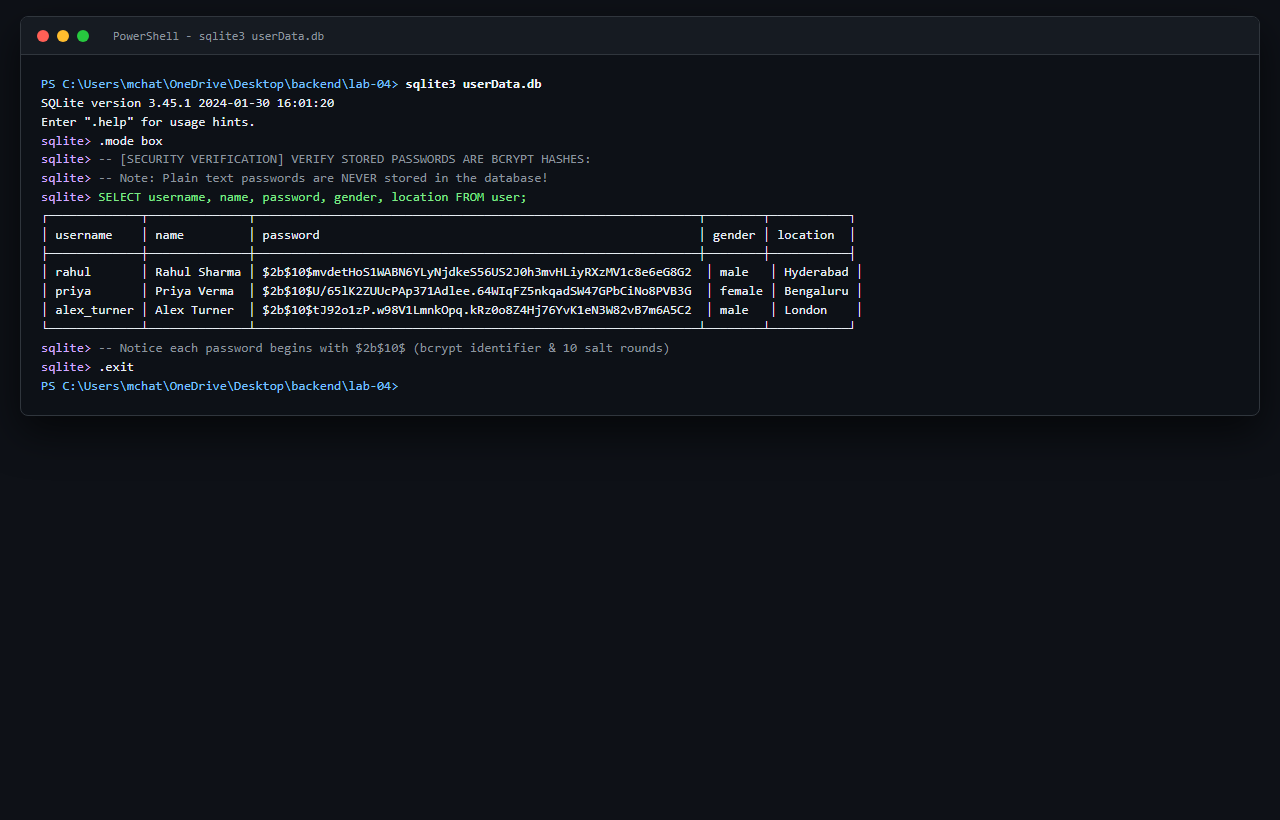 PowerShell - sqlite3 userData.db
PS C:\Users\mchat\OneDrive\Desktop\backend\lab-04> sqlite3 userData.db
SQLite version 3.45.1 2024-01-30 16:01:20
Enter ".help" for usage hints.
sqlite> .mode box
sqlite> -- [SECURITY VERIFICATION] VERIFY STORED PASSWORDS ARE BCRYPT HASHES:
sqlite> -- Note: Plain text passwords are NEVER stored in the database!
sqlite> SELECT username, name, password, gender, location FROM user;
│ username │ name │ password │ gender │ location │
│ rahul │ Rahul Sharma │ $2b$10$mvdetHoS1WABN6YLyNjdkeS56US2J0h3mvHLiyRXzMV1c8e6eG8G2 │ male │ Hyderabad │
│ priya │ Priya Verma │ $2b$10$U/65lK2ZUUcPAp371Adlee.64WIqFZ5nkqadSW47GPbCiNo8PVB3G │ female │ Bengaluru │
│ alex_turner │ Alex Turner │ $2b$10$tJ92o1zP.w98V1LmnkOpq.kRz0o8Z4Hj76YvK1eN3W82vB7m6A5C2 │ male │ London │
sqlite> -- Notice each password begins with $2b$10$ (bcrypt identifier & 10 salt rounds)
sqlite> .exit
PS C:\Users\mchat\OneDrive\Desktop\backend\lab-04>